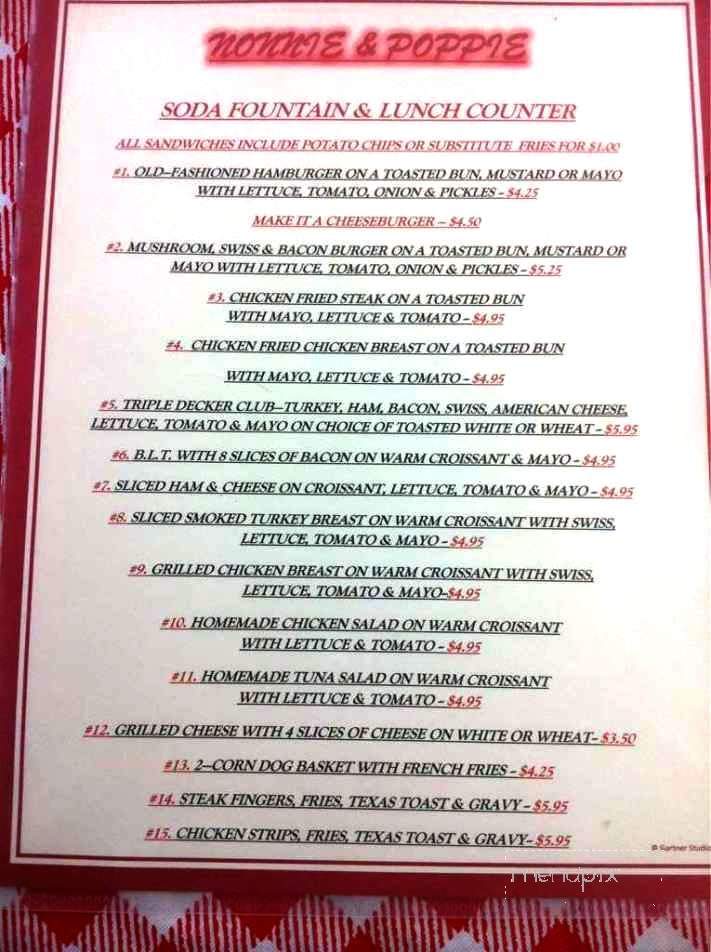 NONNIE & POPPIE
SODA FOUNTAIN & LUNCH COUNTER
ALL SANDWICHES INCLUDE POTATO CHIPS OR SUBSTITUTE FRIES FOR $1.00
#1. OLD-FASHIONED HAMBURGER ON A TOASTED BUN, MUSTARD OR MAYO
WITH LETTUCE, TOMATO, ONION & PICKLES - $4.25
MAKE IT A CHEESEBURGER - $4.50
#2. MUSHROOM, SWISS & BACON BURGER ON A TOASTED BUN, MUSTARD OR
MAYO WITH LETTUCE, TOMATO, ONION & PICKLES - $5.25
#3. CHICKEN FRIED STEAK ON A TOASTED BUN
WITH MAYO, LETTUCE & TOMATO - $4.95
#4. CHICKEN FRIED CHICKEN BREAST ON A TOASTED BUN
WITH MAYO, LETTUCE & TOMATO - $4.95
#5. TRIPLE DECKER CLUB-TURKEY, HAM, BACON, SWISS, AMERICAN CHEESE,
LETTUCE, TOMATO & MAYO ON CHOICE OF TOASTED WHITE OR WHEAT - $5.95
#6. B.L.T. WITH 8 SLICES OF BACON ON WARM CROISSANT & MAYO - $4.95
#7. SLICED HAM & CHEESE ON CROISSANT, LETTUCE, TOMATO & MAYO - $4.95
#8. SLICED SMOKED TURKEY BREAST ON WARM CROISSANT WITH SWISS,
LETTUCE, TOMATO & MAYO - $4.95
#9. GRILLED CHICKEN BREAST ON WARM CROISSANT WITH SWISS,
LETTUCE, TOMATO & MAYO-$4.95
#10. HOMEMADE CHICKEN SALAD ON WARM CROISSANT
WITH LETTUCE & TOMATO - $4.95
#11. HOMEMADE TUNA SALAD ON WARM CROISSANT
WITH LETTUCE & TOMATO - $4.95
#12. GRILLED CHEESE WITH 4 SLICES OF CHEESE ON WHITE OR WHEAT- $3.50
#13. 2-CORN DOG BASKET WITH FRENCH FRIES - $4.25
#14. STEAK FINGERS, FRIES, TEXAS TOAST & GRAVY - $5.95
#15. CHICKEN STRIPS, FRIES, TEXAS TOAST & GRAVY- $5.95
© Gartner Studio
menupix